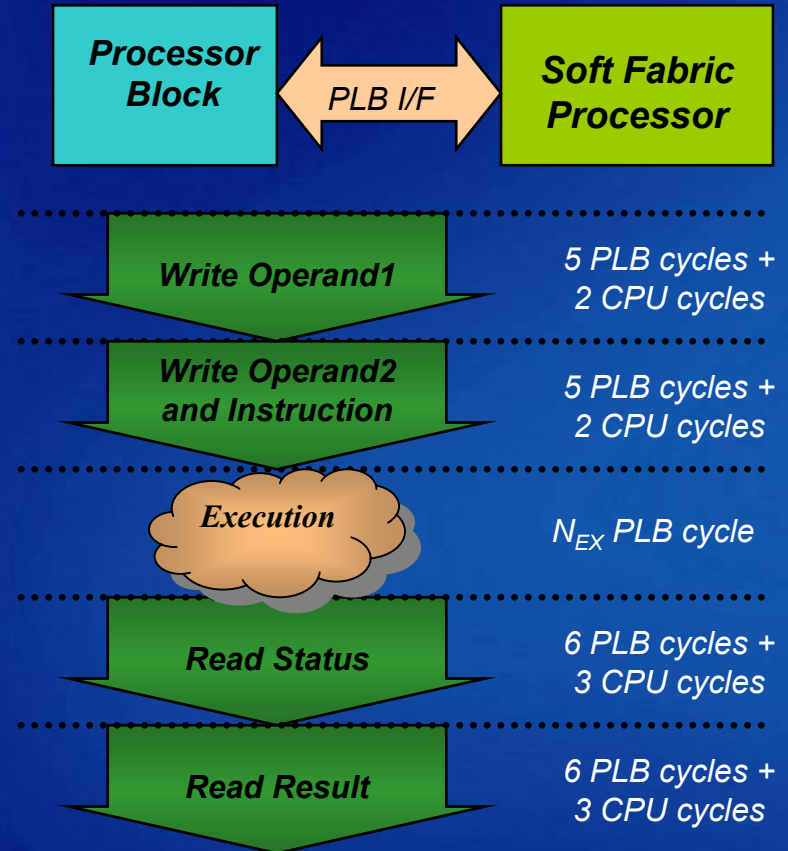 Processor
Block
PLB I/F
Soft Fabric
Processor
Write Operand1
5 PLB cycles +
2 CPU cycles
Write Operand2
and Instruction
5 PLB cycles +
2 CPU cycles
Execution
N_EX PLB cycle
Read Status
6 PLB cycles +
3 CPU cycles
Read Result
6 PLB cycles +
3 CPU cycles